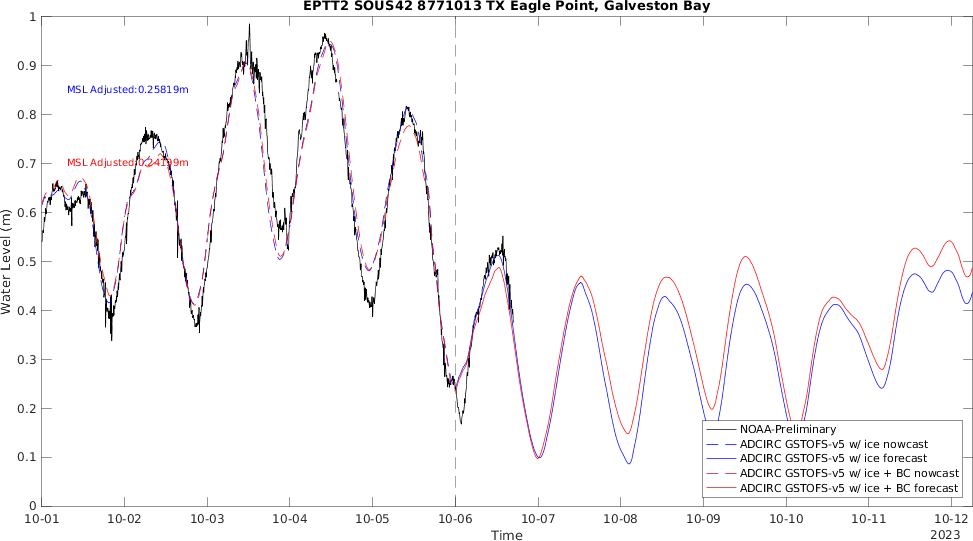 EPTT2 SOUS42 8771013 TX Eagle Point, Galveston Bay
Water Level (m)
1
0.9
0.8
0.7
0.6
0.5
0.4
0.3
0.2
0.1
0
MSL Adjusted:0.25819m
MSL Adjusted:0.24199m
NOAA-Preliminary
ADCIRC GSTOFS-v5 w/ ice nowcast
ADCIRC GSTOFS-v5 w/ ice forecast
ADCIRC GSTOFS-v5 w/ ice + BC nowcast
ADCIRC GSTOFS-v5 w/ ice + BC forecast
10-01 10-02 10-03 10-04 10-05 10-06 10-07 10-08 10-09 10-10 10-11 10-12
2023
Time